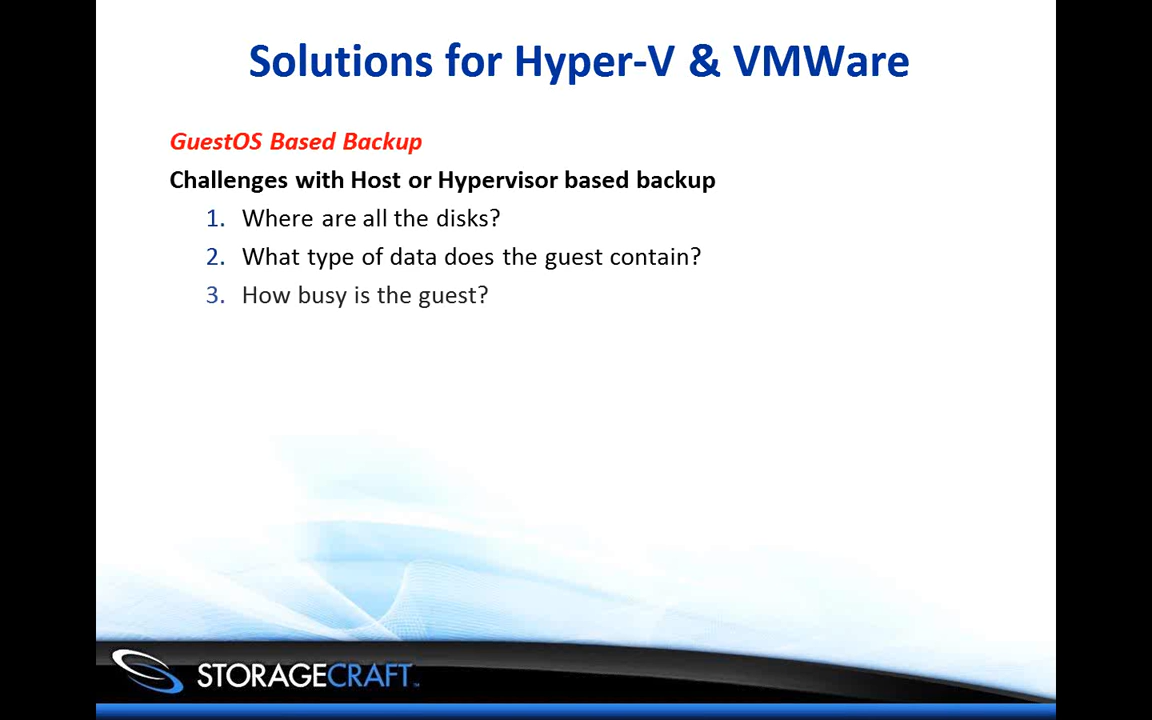 Solutions for Hyper-V & VMWare
GuestOS Based Backup
Challenges with Host or Hypervisor based backup
1. Where are all the disks?
2. What type of data does the guest contain?
3. How busy is the guest?
STORAGECRAFT™